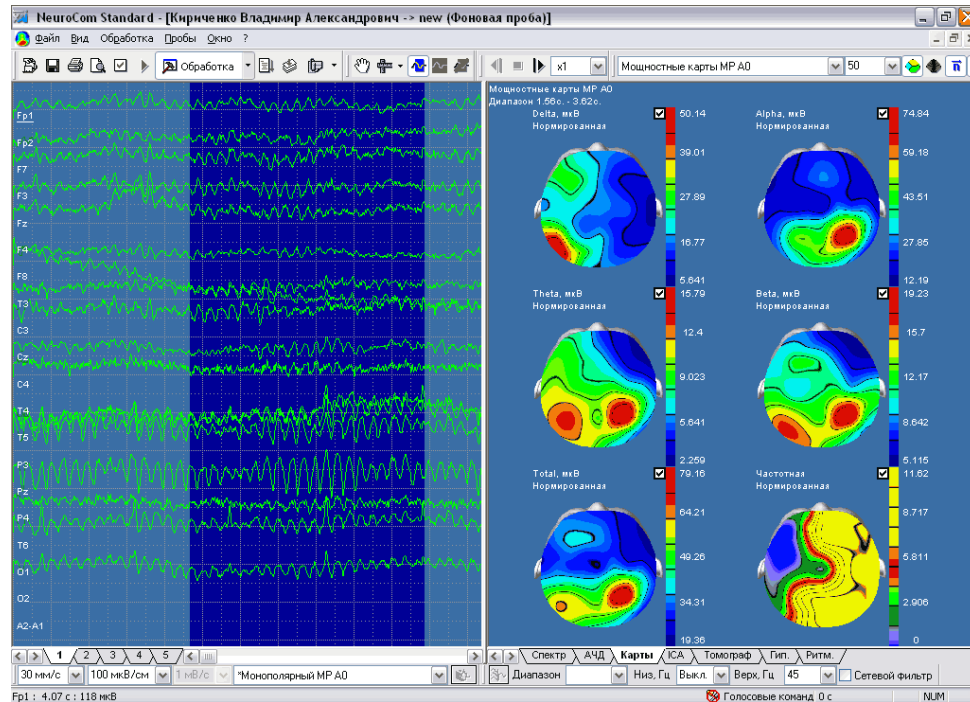 NeuroCom Standard - [Кириченко Владимир Александрович -> new (Фоновая проба)]
Файл Вид Обработка Пробы Окно ?
Обработка x1 Мощностные карты МР А0 50 n
Мощностные карты МР А0
Диапазон 1.56с. - 3.62с.
Delta, мкВ
Нормированная
50.14
39.01
27.89
16.77
5.641
Alpha, мкВ
Нормированная
74.84
59.18
43.51
27.85
12.19
Theta, мкВ
Нормированная
15.79
12.4
9.023
5.641
2.259
Beta, мкВ
Нормированная
19.23
15.7
12.17
8.642
5.115
Total, мкВ
Нормированная
79.16
64.21
49.26
34.31
19.36
Частотная
Нормированная
11.62
8.717
5.811
2.906
0
Fp1
Fp2
F7
F3
Fz
F4
F8
T3
C3
Cz
C4
T4
T5
P3
Pz
P4
T6
O1
O2
A2-A1
1 2 3 4 5
Спектр АЧД Карты ICA Томограф Гип. Ритм.
30 мм/с 100 мкВ/см 1 мВ/с *Монополярный МР А0
Диапазон Низ, Гц Выкл. Верх, Гц 45 Сетевой фильтр
Fp1 : 4.07 с : 118 мкВ
Голосовые команд 0 с NUM